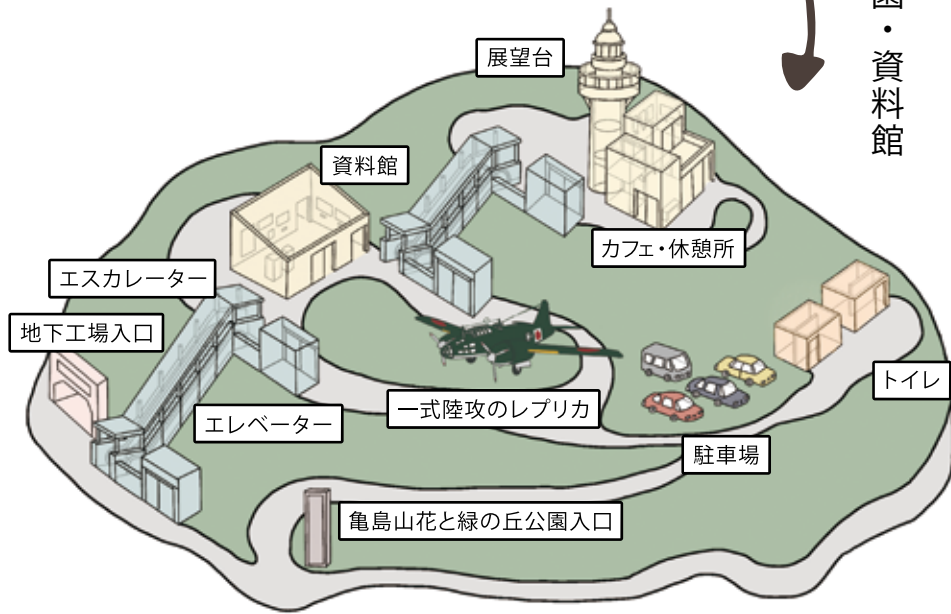 園・資料館
展望台
資料館
カフェ・休憩所
エスカレーター
地下工場入口
トイレ
エレベーター
一式陸攻のレプリカ
駐車場
亀島山花と緑の丘公園入口